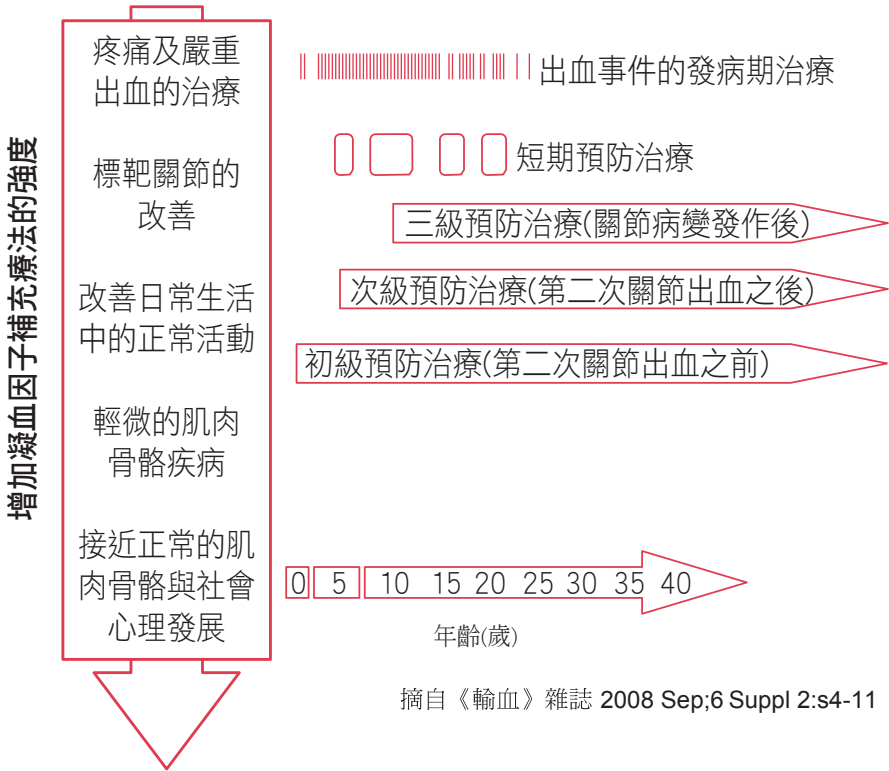 增加凝血因子補充療法的強度
疼痛及嚴重
出血的治療
標靶關節的
改善
改善日常生活
中的正常活動
輕微的肌肉
骨骼疾病
接近正常的肌
肉骨骼與社會
心理發展
出血事件的發病期治療
短期預防治療
三級預防治療(關節病變發作後)
次級預防治療(第二次關節出血之後)
初級預防治療(第二次關節出血之前)
0 5 10 15 20 25 30 35 40
年齡(歲)
摘自《輸血》雜誌 2008 Sep;6 Suppl 2:s4-11